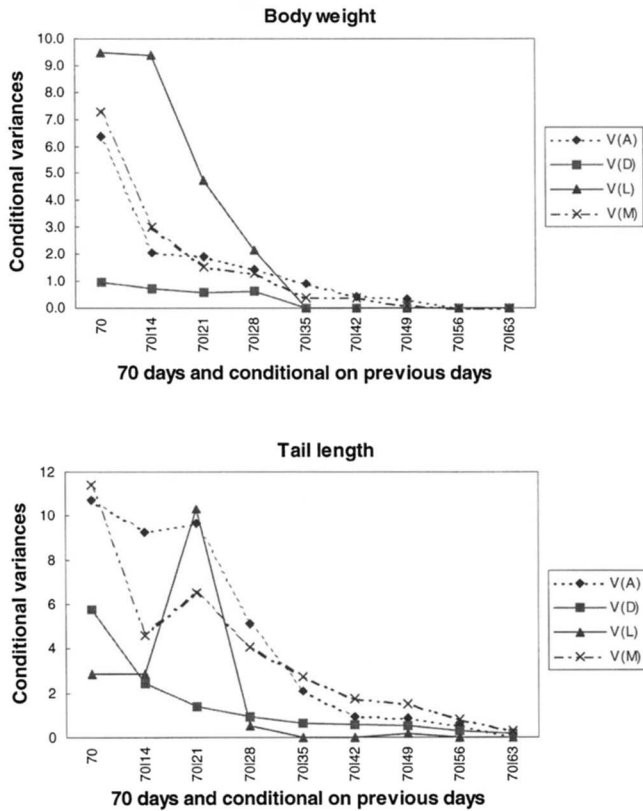 Body weight
10.0
9.0
8.0
7.0
6.0
5.0
4.0
3.0
2.0
1.0
0.0
Conditional variances
70
70|14
70|21
70|28
70|35
70|42
70|49
70|56
70|63
70 days and conditional on previous days
V(A)
V(D)
V(L)
V(M)
Tail length
12
10
8
6
4
2
0
Conditional variances
70
70|14
70|21
70|28
70|35
70|42
70|49
70|56
70|63
70 days and conditional on previous days
V(A)
V(D)
V(L)
V(M)